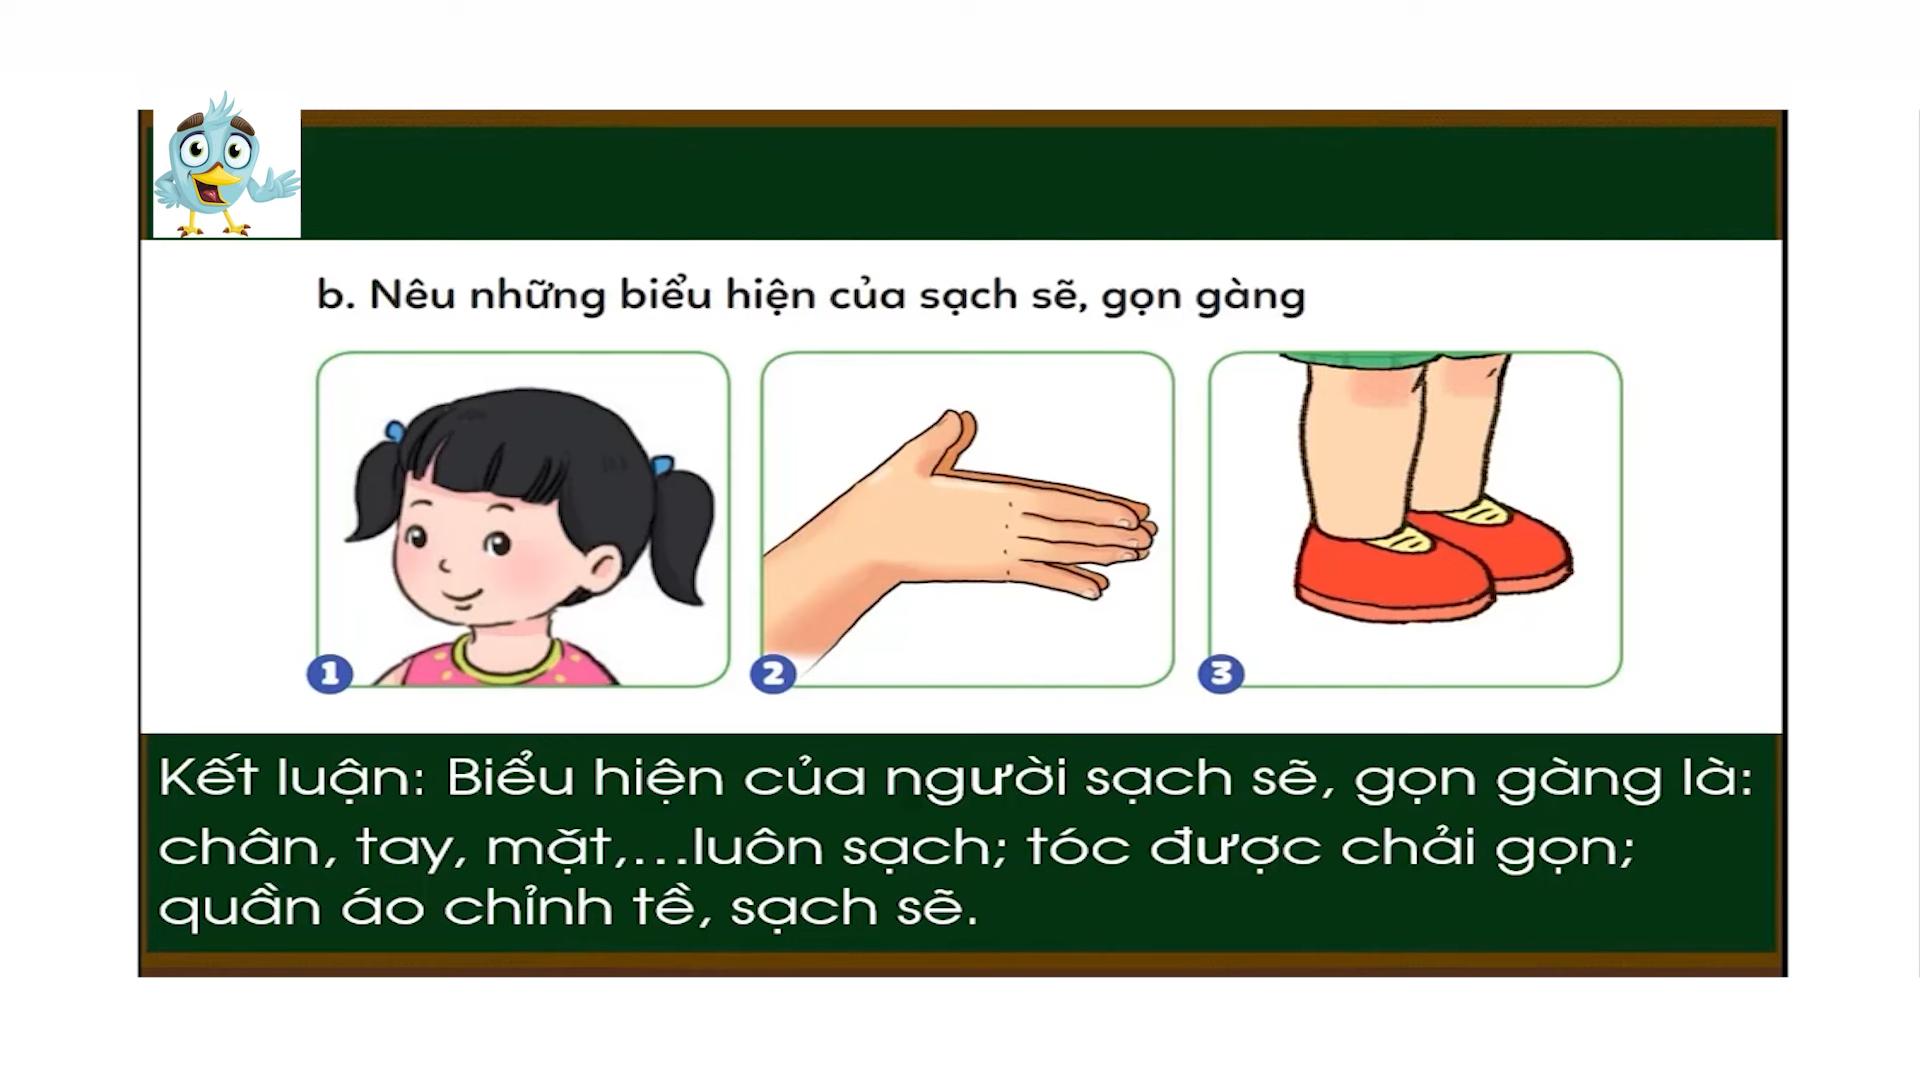 b. Nêu những biểu hiện của sạch sẽ, gọn gàng
1
2
3
Kết luận: Biểu hiện của người sạch sẽ, gọn gàng là:
chân, tay, mặt,...luôn sạch; tóc được chải gọn;
quần áo chỉnh tề, sạch sẽ.